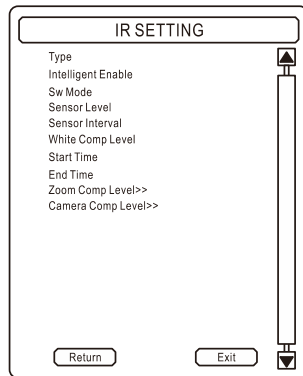 IR SETTING
Type
Intelligent Enable
Sw Mode
Sensor Level
Sensor Interval
White Comp Level
Start Time
End Time
Zoom Comp Level>>
Camera Comp Level>>
Return Exit